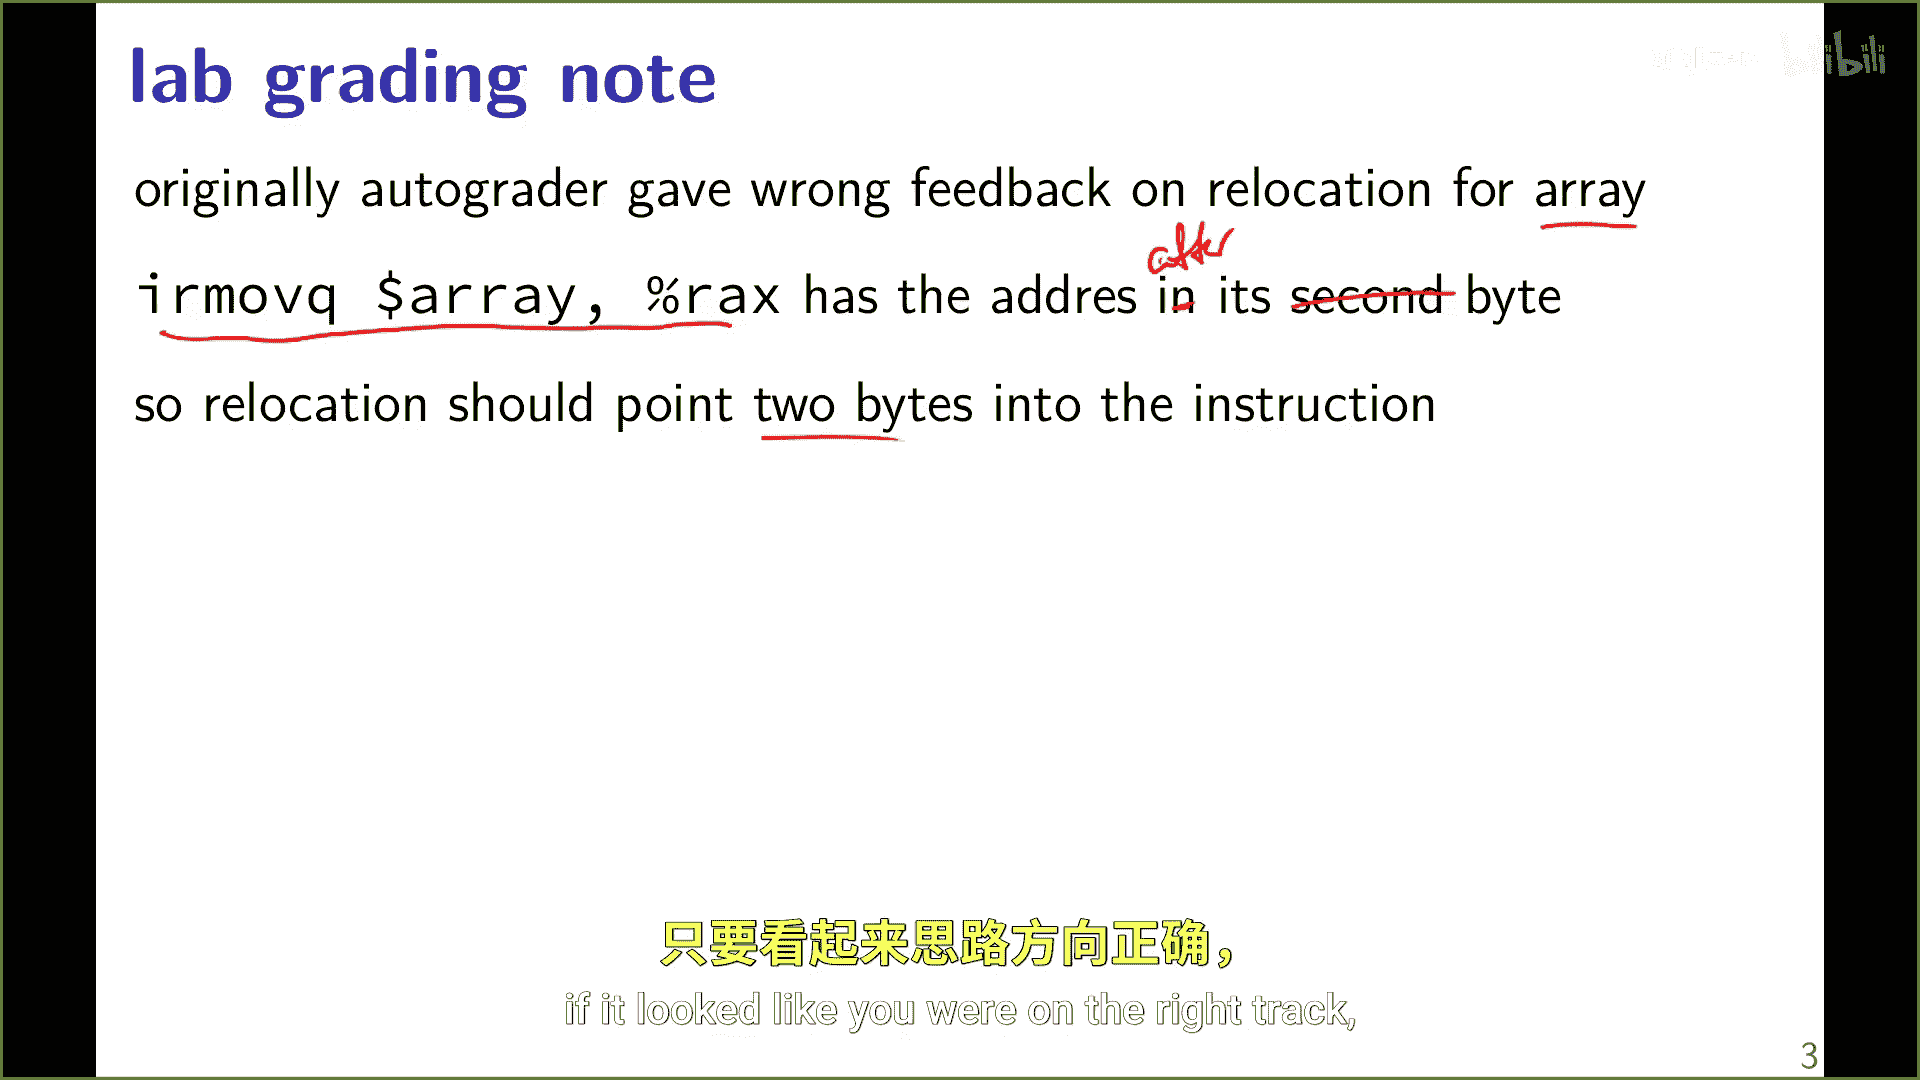 lab grading note
bilibili
originally autograder gave wrong feedback on relocation for array
after
irmovq $array, %rax has the addres in its second byte
so relocation should point two bytes into the instruction
只要看起来思路方向正确，
if it looked like you were on the right track,
3